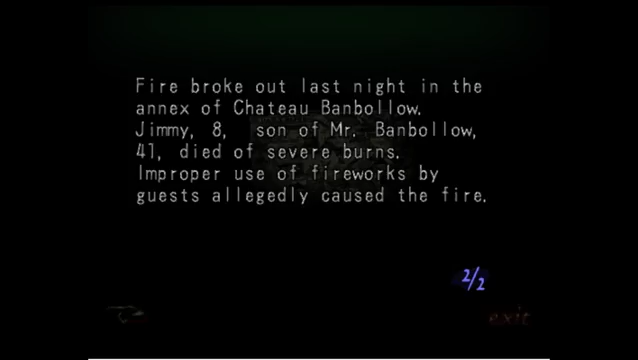 Fire broke out last night in the
annex of Chateau Banbollow.
Jimmy, 8, son of Mr. Banbollow,
41, died of severe burns.
Improper use of fireworks by
guests allegedly caused the fire.
2/2
exit